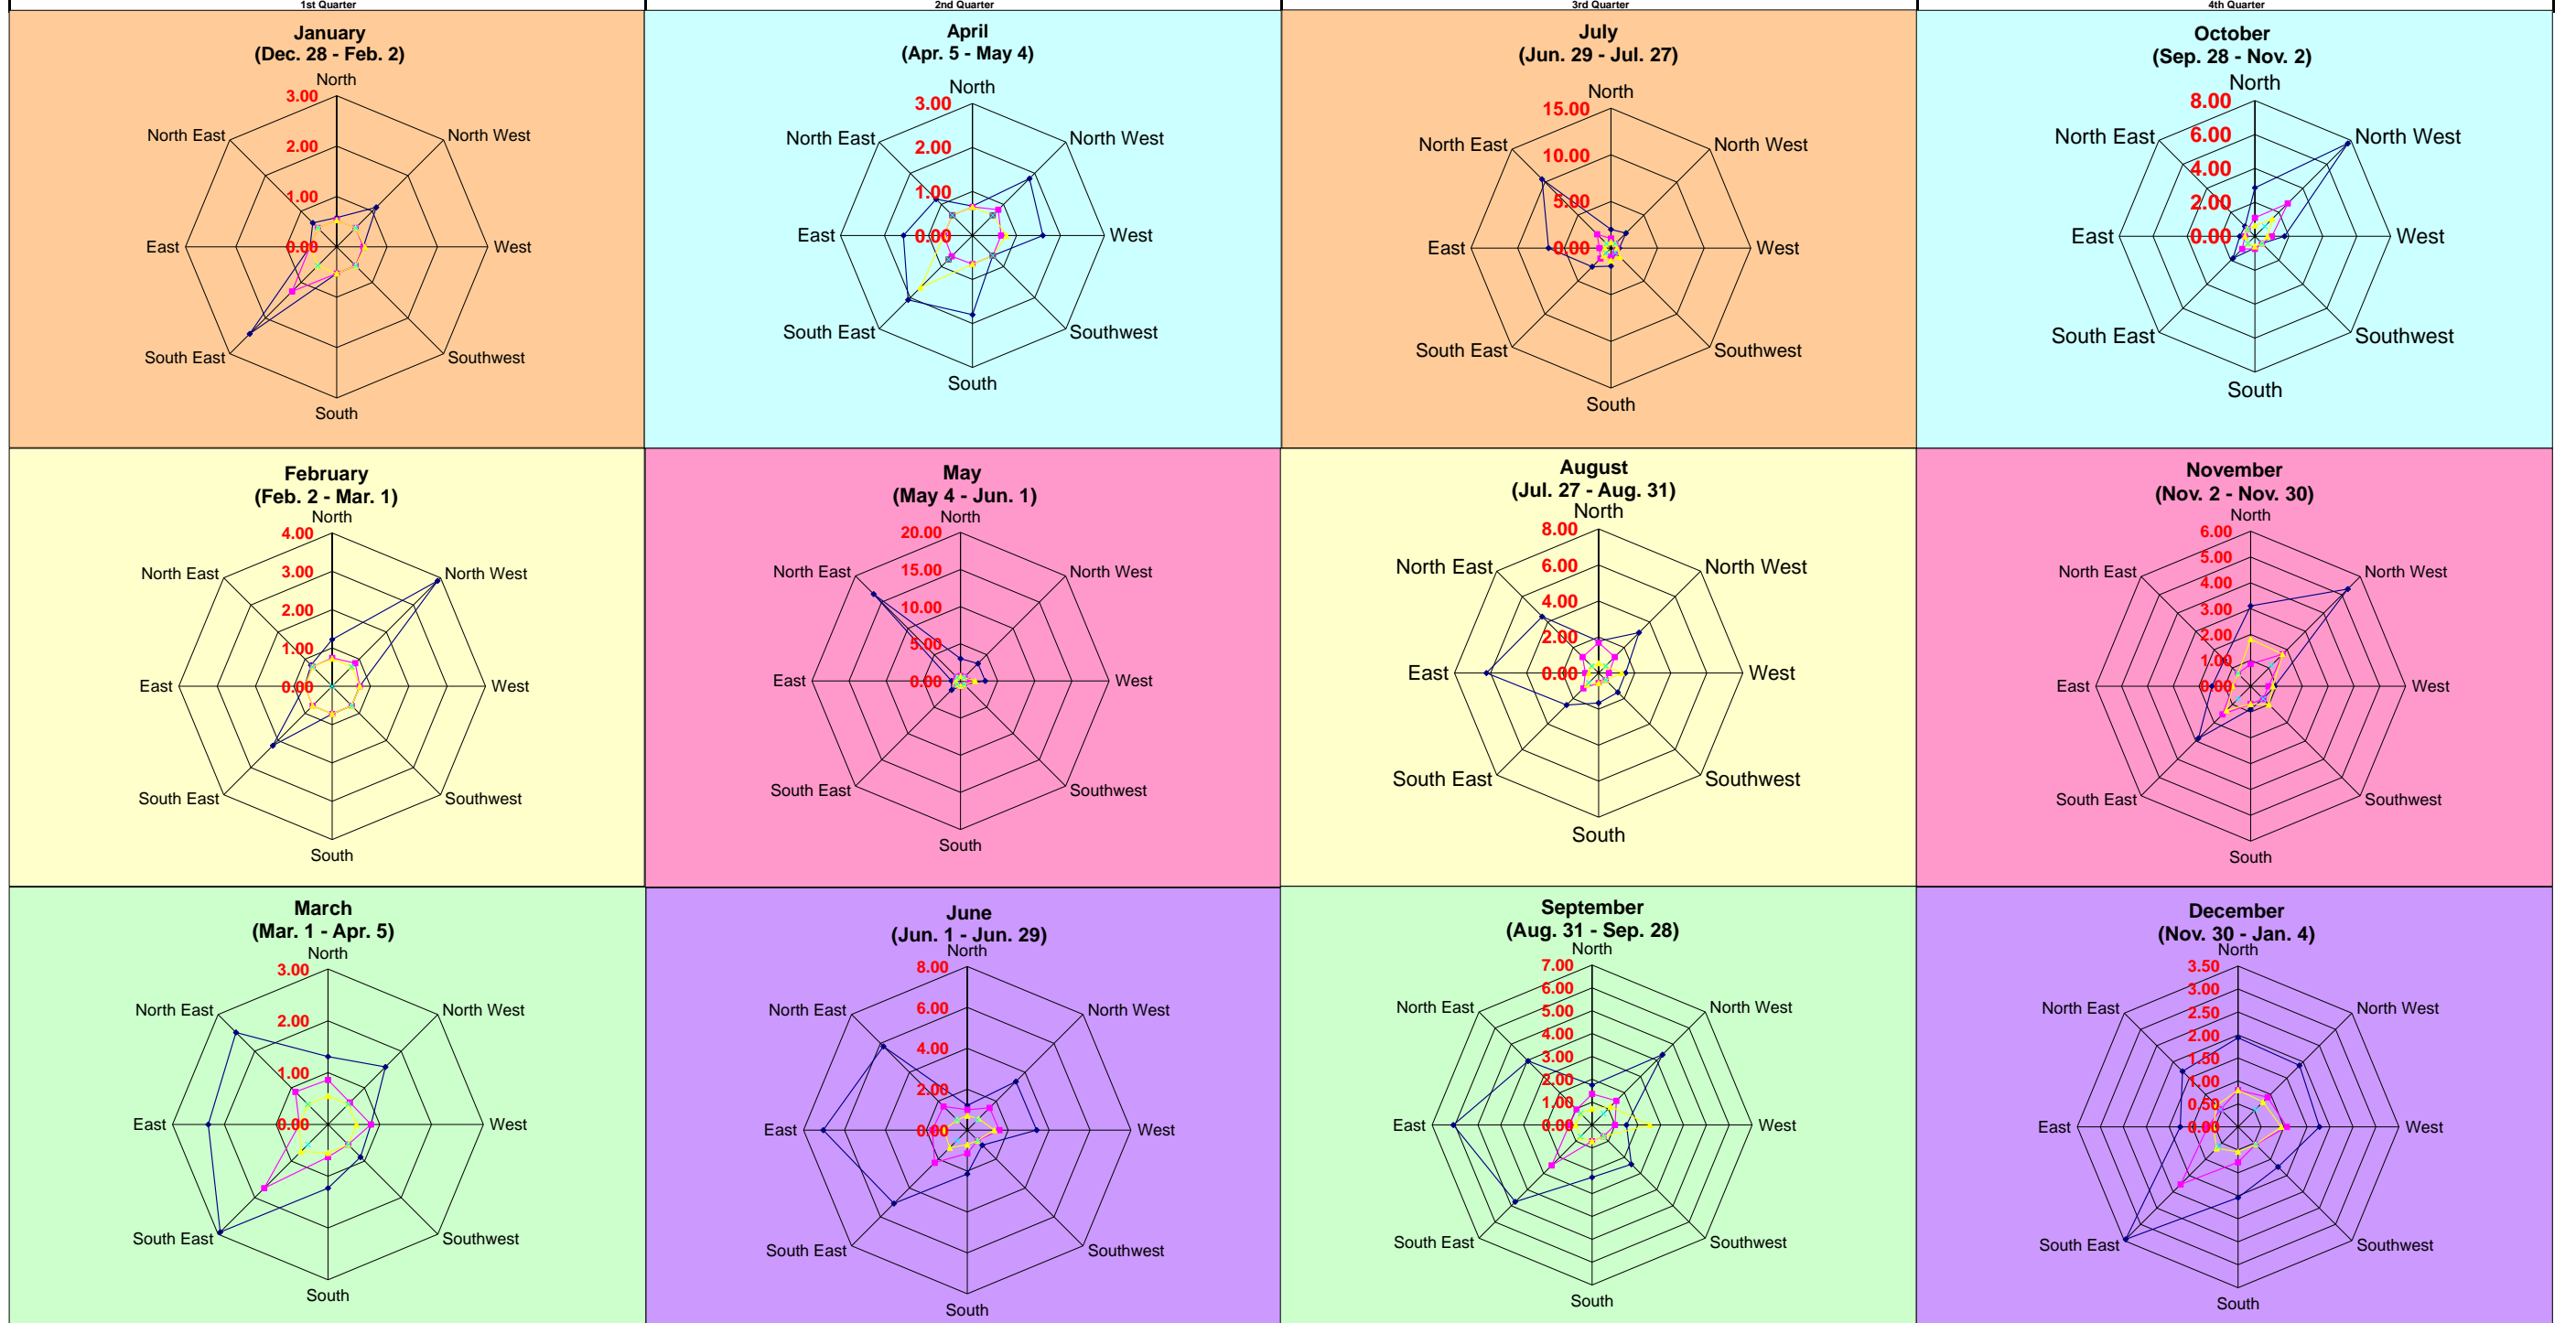 1st Quarter
2nd Quarter
3rd Quarter
4th Quarter
January
(Dec. 28 - Feb. 2)
North
3.00
North East
North West
2.00
1.00
East
0.00
West
South East
Southwest
South
April
(Apr. 5 - May 4)
North
3.00
North East
North West
2.00
1.00
East
0.00
West
South East
Southwest
South
July
(Jun. 29 - Jul. 27)
North
15.00
North East
North West
10.00
5.00
East
0.00
West
South East
Southwest
South
October
(Sep. 28 - Nov. 2)
North
8.00
North East
North West
6.00
4.00
2.00
East
0.00
West
South East
Southwest
South
February
(Feb. 2 - Mar. 1)
North
4.00
North East
North West
3.00
2.00
1.00
East
0.00
West
South East
Southwest
South
May
(May 4 - Jun. 1)
North
20.00
North East
North West
15.00
10.00
5.00
East
0.00
West
South East
Southwest
South
August
(Jul. 27 - Aug. 31)
North
8.00
North East
North West
6.00
4.00
2.00
East
0.00
West
South East
Southwest
South
November
(Nov. 2 - Nov. 30)
North
6.00
5.00
North East
North West
4.00
3.00
2.00
1.00
East
0.00
West
South East
Southwest
South
March
(Mar. 1 - Apr. 5)
North
3.00
North East
North West
2.00
1.00
East
0.00
West
South East
Southwest
South
June
(Jun. 1 - Jun. 29)
North
8.00
North East
North West
6.00
4.00
2.00
East
0.00
West
South East
Southwest
South
September
(Aug. 31 - Sep. 28)
North
7.00
6.00
North East
North West
5.00
4.00
3.00
2.00
1.00
East
0.00
West
South East
Southwest
South
December
(Nov. 30 - Jan. 4)
North
3.50
3.00
North East
North West
2.50
2.00
1.50
1.00
0.50
East
0.00
West
South East
Southwest
South